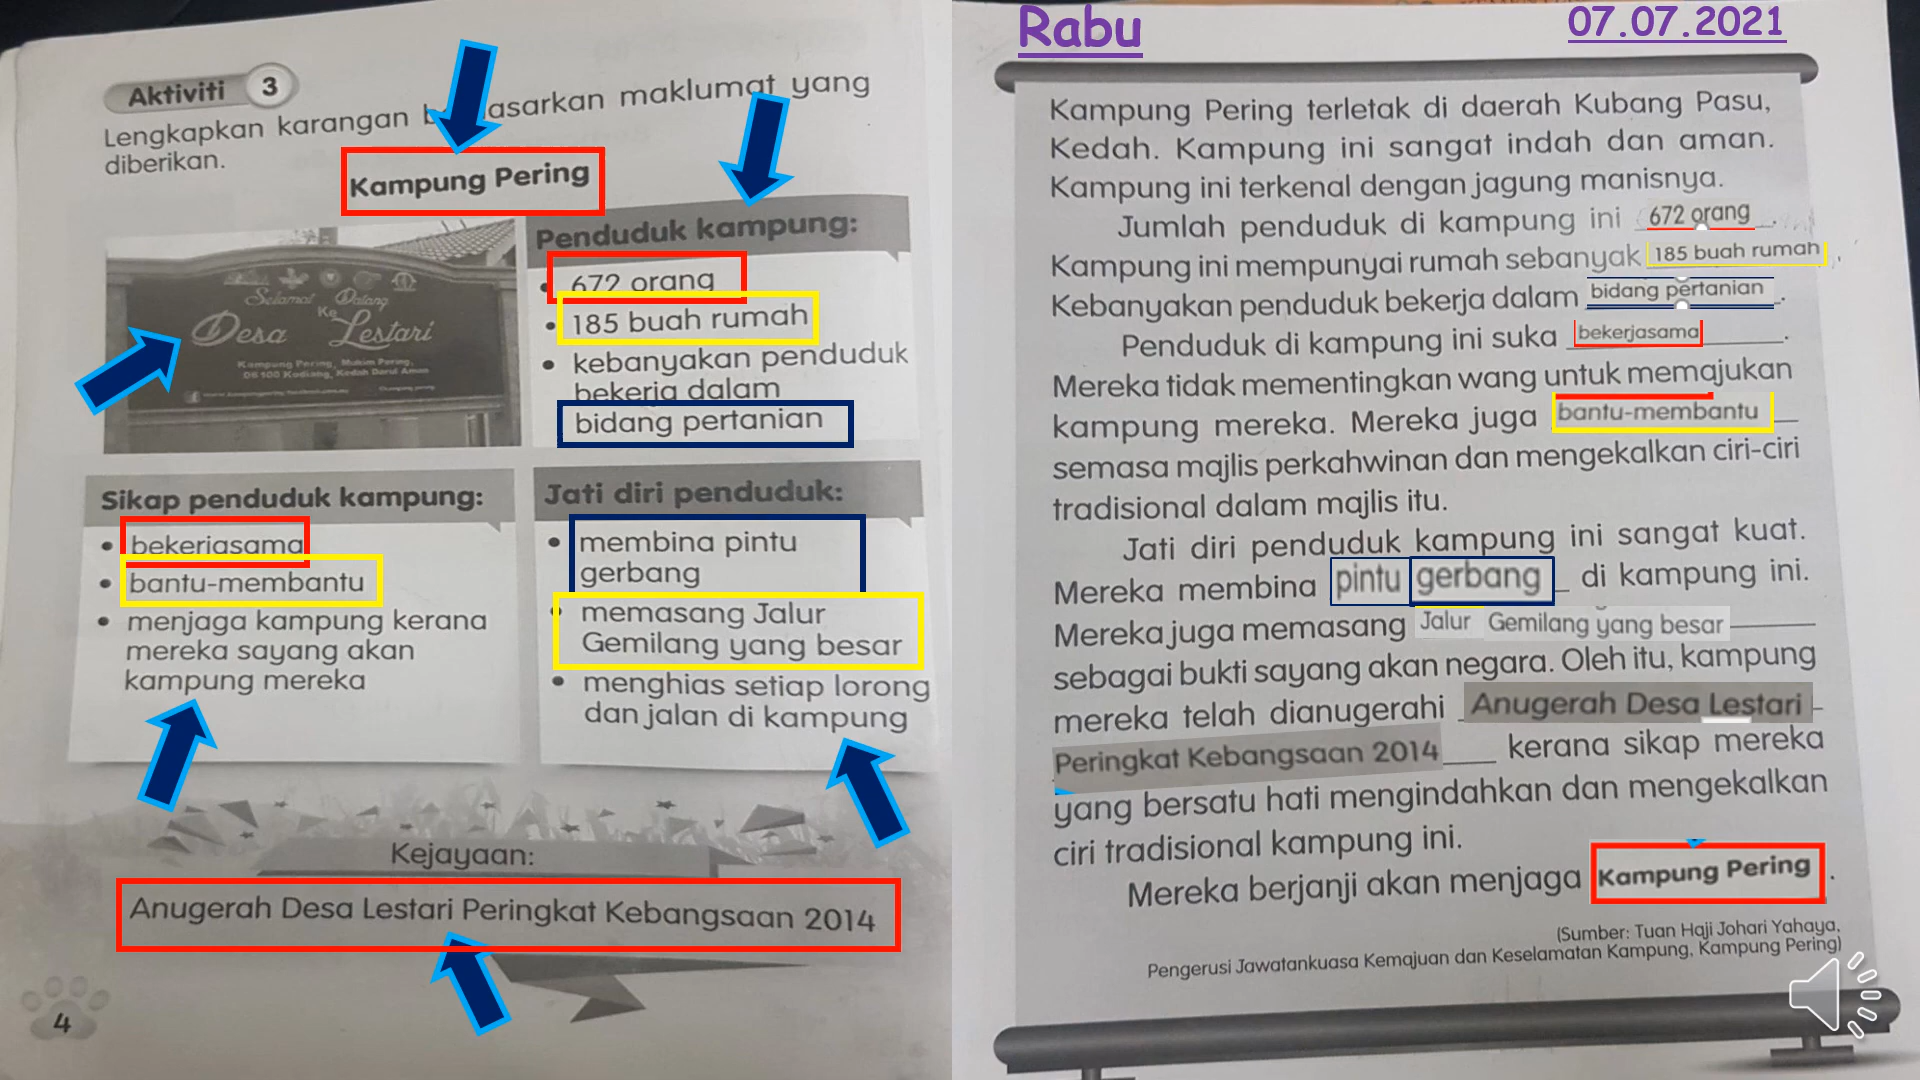 Aktiviti 3
Lengkapkan karangan b asarkan maklumat yang
diberikan.
Kampung Pering
Selamat Datang
Ke
Desa Lestari
Kampung Pering, Mukim Pering,
06100 Kodiang, Kedah Darul Aman
Penduduk kampung:
• 672 orang
• 185 buah rumah
• kebanyakan penduduk
bekerja dalam
bidang pertanian
Sikap penduduk kampung:
• bekerjasama
• bantu-membantu
• menjaga kampung kerana
mereka sayang akan
kampung mereka
Jati diri penduduk:
• membina pintu
gerbang
• memasang Jalur
Gemilang yang besar
• menghias setiap lorong
dan jalan di kampung
Kejayaan:
Anugerah Desa Lestari Peringkat Kebangsaan 2014
4
Rabu
07.07.2021
Kampung Pering terletak di daerah Kubang Pasu,
Kedah. Kampung ini sangat indah dan aman.
Kampung ini terkenal dengan jagung manisnya.
Jumlah penduduk di kampung ini 672 orang.
Kampung ini mempunyai rumah sebanyak 185 buah rumah.
Kebanyakan penduduk bekerja dalam bidang pertanian.
Penduduk di kampung ini suka bekerjasama.
Mereka tidak mementingkan wang untuk memajukan
kampung mereka. Mereka juga bantu-membantu
semasa majlis perkahwinan dan mengekalkan ciri-ciri
tradisional dalam majlis itu.
Jati diri penduduk kampung ini sangat kuat.
Mereka membina pintu gerbang di kampung ini.
Mereka juga memasang Jalur Gemilang yang besar
sebagai bukti sayang akan negara. Oleh itu, kampung
mereka telah dianugerahi Anugerah Desa Lestari
Peringkat Kebangsaan 2014 kerana sikap mereka
yang bersatu hati mengindahkan dan mengekalkan
ciri tradisional kampung ini.
Mereka berjanji akan menjaga Kampung Pering.
(Sumber: Tuan Haji Johari Yahaya,
Pengerusi Jawatankuasa Kemajuan dan Keselamatan Kampung, Kampung Pering)